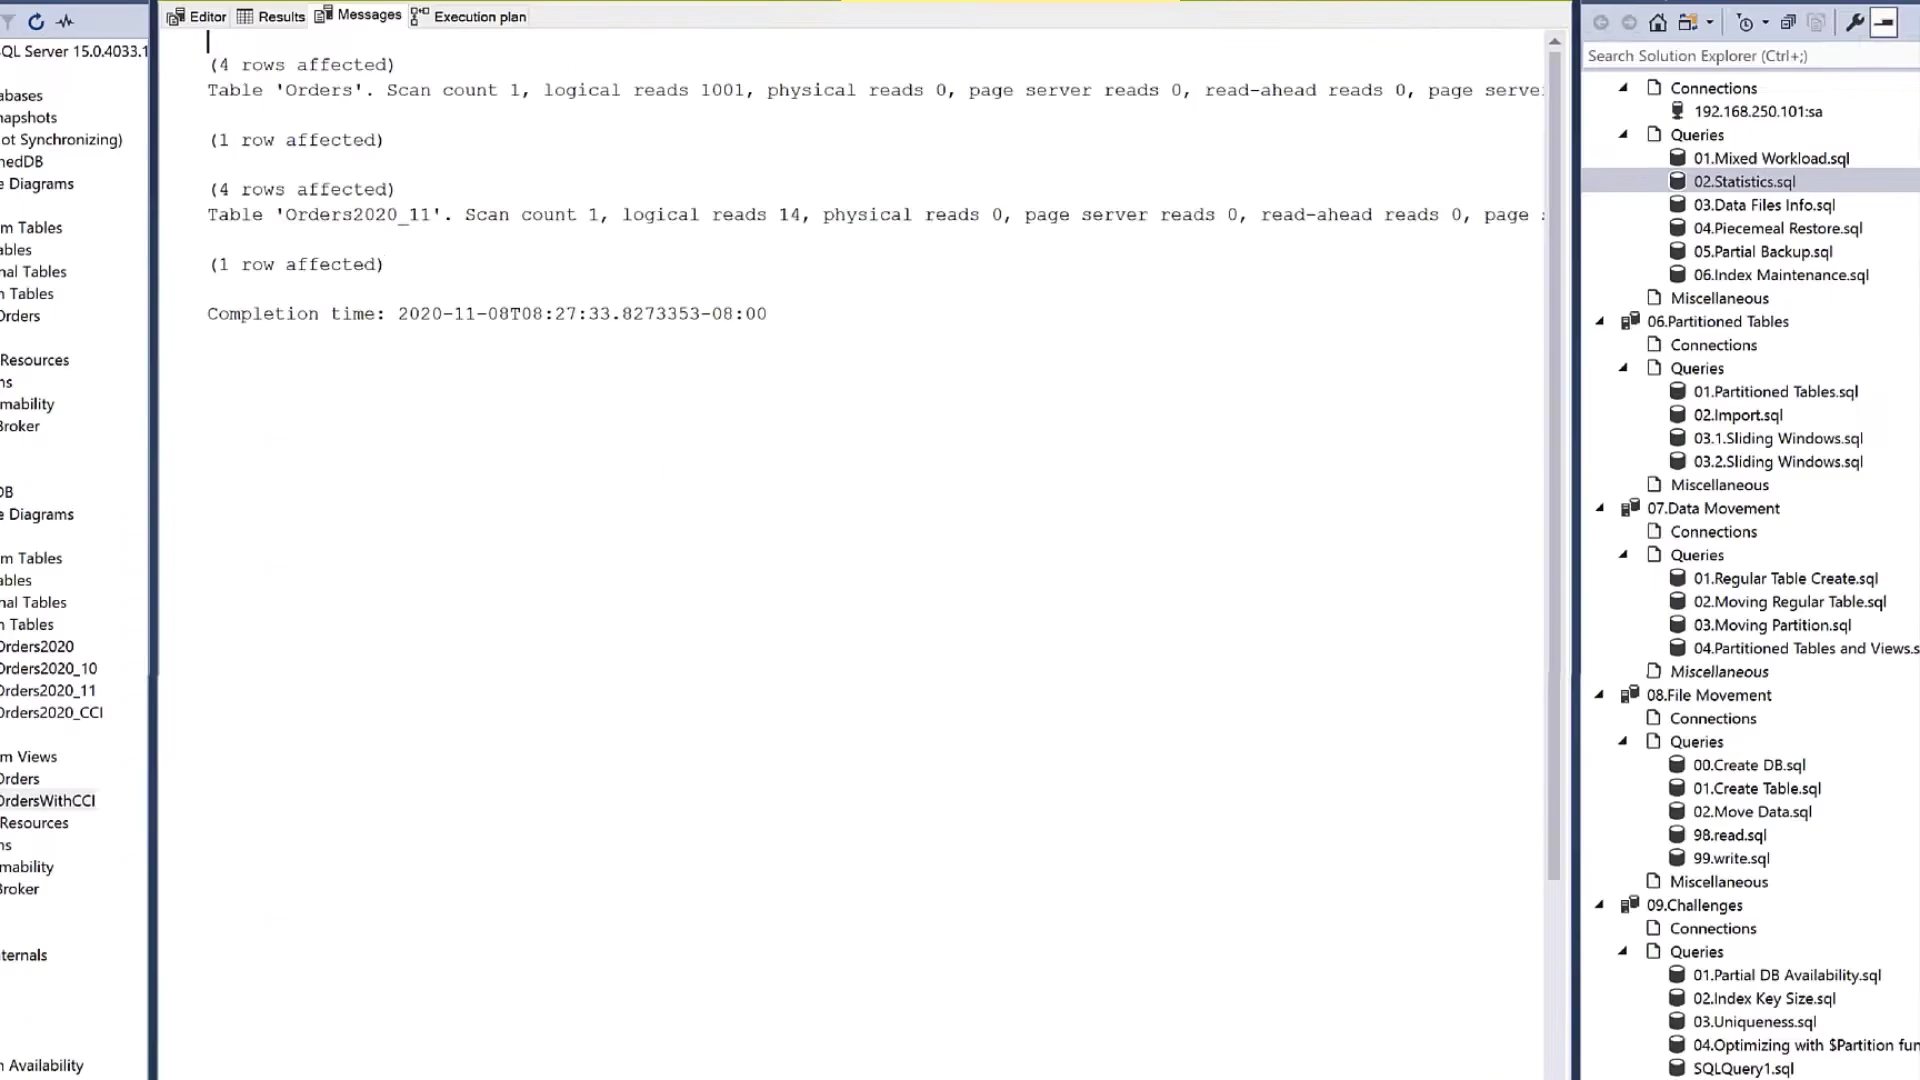 Editor
Results
Messages
Execution plan
QL Server 15.0.4033.1
abases
napshots
ot Synchronizing)
nedDB
e Diagrams
m Tables
ables
nal Tables
n Tables
Orders
Resources
ns
mability
Broker
DB
e Diagrams
m Tables
ables
nal Tables
n Tables
Orders2020
Orders2020_10
Orders2020_11
Orders2020_CCI
m Views
Orders
OrdersWithCCI
Resources
ns
mability
Broker
ternals
n Availability
(4 rows affected)
Table 'Orders'. Scan count 1, logical reads 1001, physical reads 0, page server reads 0, read-ahead reads 0, page serve
(1 row affected)
(4 rows affected)
Table 'Orders2020_11'. Scan count 1, logical reads 14, physical reads 0, page server reads 0, read-ahead reads 0, page
(1 row affected)
Completion time: 2020-11-08T08:27:33.8273353-08:00
Search Solution Explorer (Ctrl+;)
Connections
192.168.250.101:sa
Queries
01.Mixed Workload.sql
02.Statistics.sql
03.Data Files Info.sql
04.Piecemeal Restore.sql
05.Partial Backup.sql
06.Index Maintenance.sql
Miscellaneous
06.Partitioned Tables
Connections
Queries
01.Partitioned Tables.sql
02.Import.sql
03.1.Sliding Windows.sql
03.2.Sliding Windows.sql
Miscellaneous
07.Data Movement
Connections
Queries
01.Regular Table Create.sql
02.Moving Regular Table.sql
03.Moving Partition.sql
04.Partitioned Tables and Views.s
Miscellaneous
08.File Movement
Connections
Queries
00.Create DB.sql
01.Create Table.sql
02.Move Data.sql
98.read.sql
99.write.sql
Miscellaneous
09.Challenges
Connections
Queries
01.Partial DB Availability.sql
02.Index Key Size.sql
03.Uniqueness.sql
04.Optimizing with $Partition fun
SQLQuery1.sql